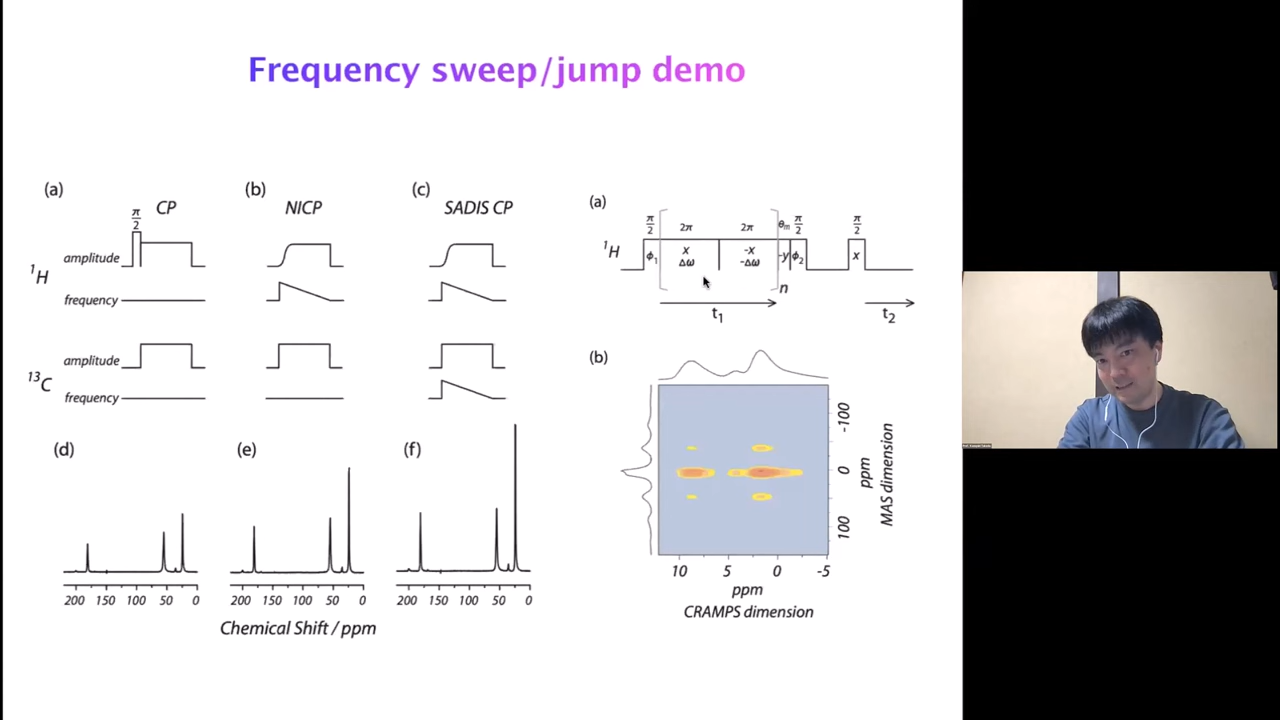 Frequency sweep/jump demo
(a) CP
(b) NICP
(c) SADIS CP
π
2
¹H
amplitude
frequency
¹³C
amplitude
frequency
(d)
(e)
(f)
200 150 100 50 0
200 150 100 50 0
200 150 100 50 0
Chemical Shift / ppm
(a)
¹H
π/2 2π 2π θm π/2 π/2
ϕ1 x -x -y ϕ2 x
Δω -Δω
n
t1 t2
(b)
-100 0 100
ppm
MAS dimension
10 5 0 -5
ppm
CRAMPS dimension